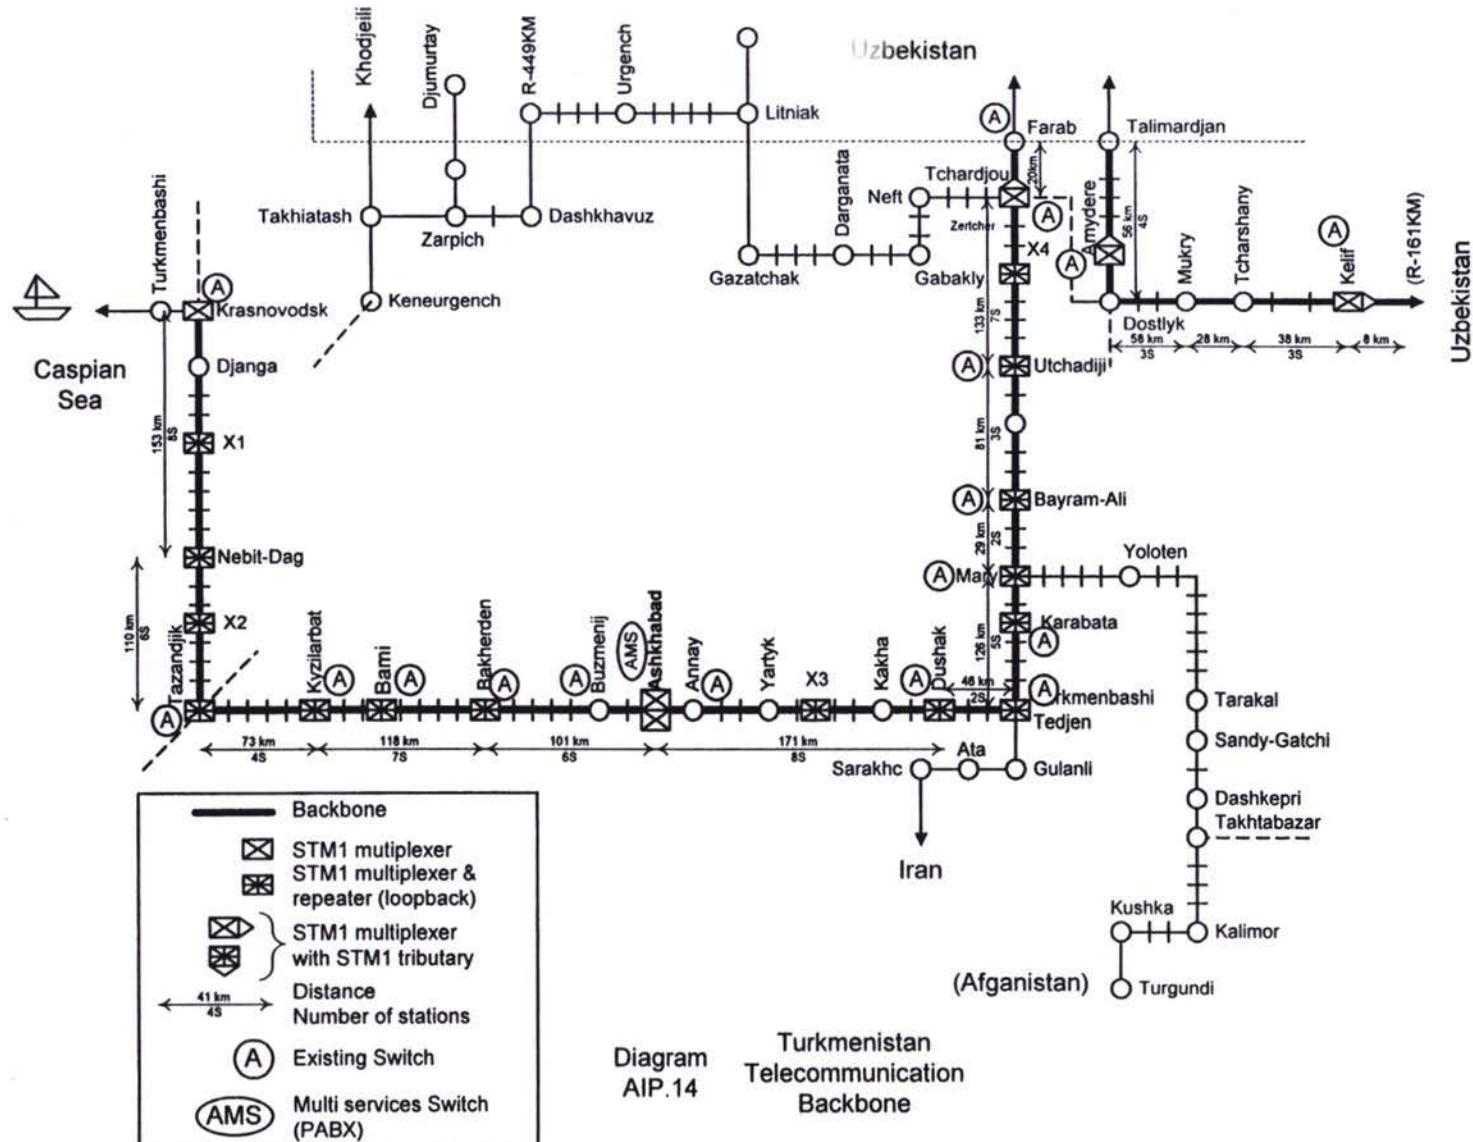 Uzbekistan
Khodjeili
Djumurtay
R-449KM
Urgench
Litniak
Farab
A
Talimardjan
Turkmenbashi
Takhiatash
Zarpich
Dashkhavuz
Neft
Darganata
Tchardjou
20km
A
Zertcher
X4
A
Amydere
56 km
4S
Mukry
Tcharshany
Kelif
A
(R-161KM)
Uzbekistan
Gazatchak
Gabakly
Keneurgench
A
Krasnovodsk
Dostlyk
58 km
3S
28 km
38 km
3S
8 km
133 km
7S
Caspian
Sea
Djanga
A
Utchadiji
153 km
8S
X1
81 km
3S
A
Bayram-Ali
29 km
2S
Nebit-Dag
A
Mary
Yoloten
110 km
6S
X2
Karabata
A
126 km
5S
Tazandjik
A
Kyzilarbat
A
Bami
A
Bakherden
A
A
Buzmenij
AMS
Ashkhabad
Annay
A
Yartyk
X3
Kakha
A
Dushak
46 km
2S
A
rkmenbashi
Tedjen
73 km
4S
118 km
7S
101 km
6S
171 km
8S
Sarakhc
Ata
Gulanli
Iran
Tarakal
Sandy-Gatchi
Dashkepri
Takhtabazar
Kushka
Kalimor
(Afganistan)
Turgundi
Backbone
STM1 mutiplexer
STM1 multiplexer &
repeater (loopback)
STM1 multiplexer
with STM1 tributary
41 km
4S
Distance
Number of stations
A
Existing Switch
AMS
Multi services Switch
(PABX)
Diagram
AIP.14
Turkmenistan
Telecommunication
Backbone